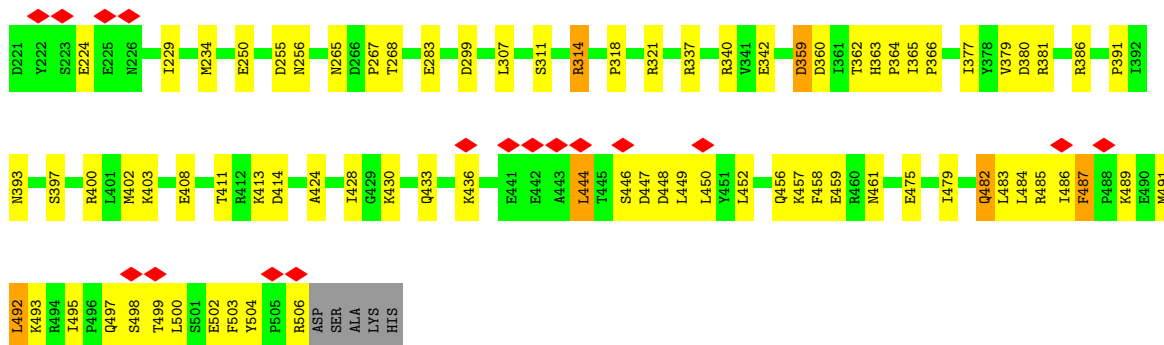 D221 Y222 S223 E224 E225 N226 I229 M234 E250 D255 N256 N265 D266 P267 T268 E283 D299 L307 S311 R314 P318 R321 R337 R340 V341 E342 D359 D360 I361 T362 H363 P364 I365 P366 I377 Y378 V379 D380 R381 R386 P391 I392
N393 S397 R400 L401 M402 K403 E408 T411 R412 K413 D414 A424 I428 G429 K430 Q433 K436 E441 E442 A443 L444 T445 S446 D447 D448 L449 L450 Y451 L452 Q456 K457 F458 E459 R460 N461 E475 I479 Q482 L483 L484 R485 I486 F487 P488 K489 E490 M491
L492 K493 R494 I495 P496 Q497 S498 T499 L500 S501 E502 F503 Y504 P505 R506 ASP SER ALA LYS HIS